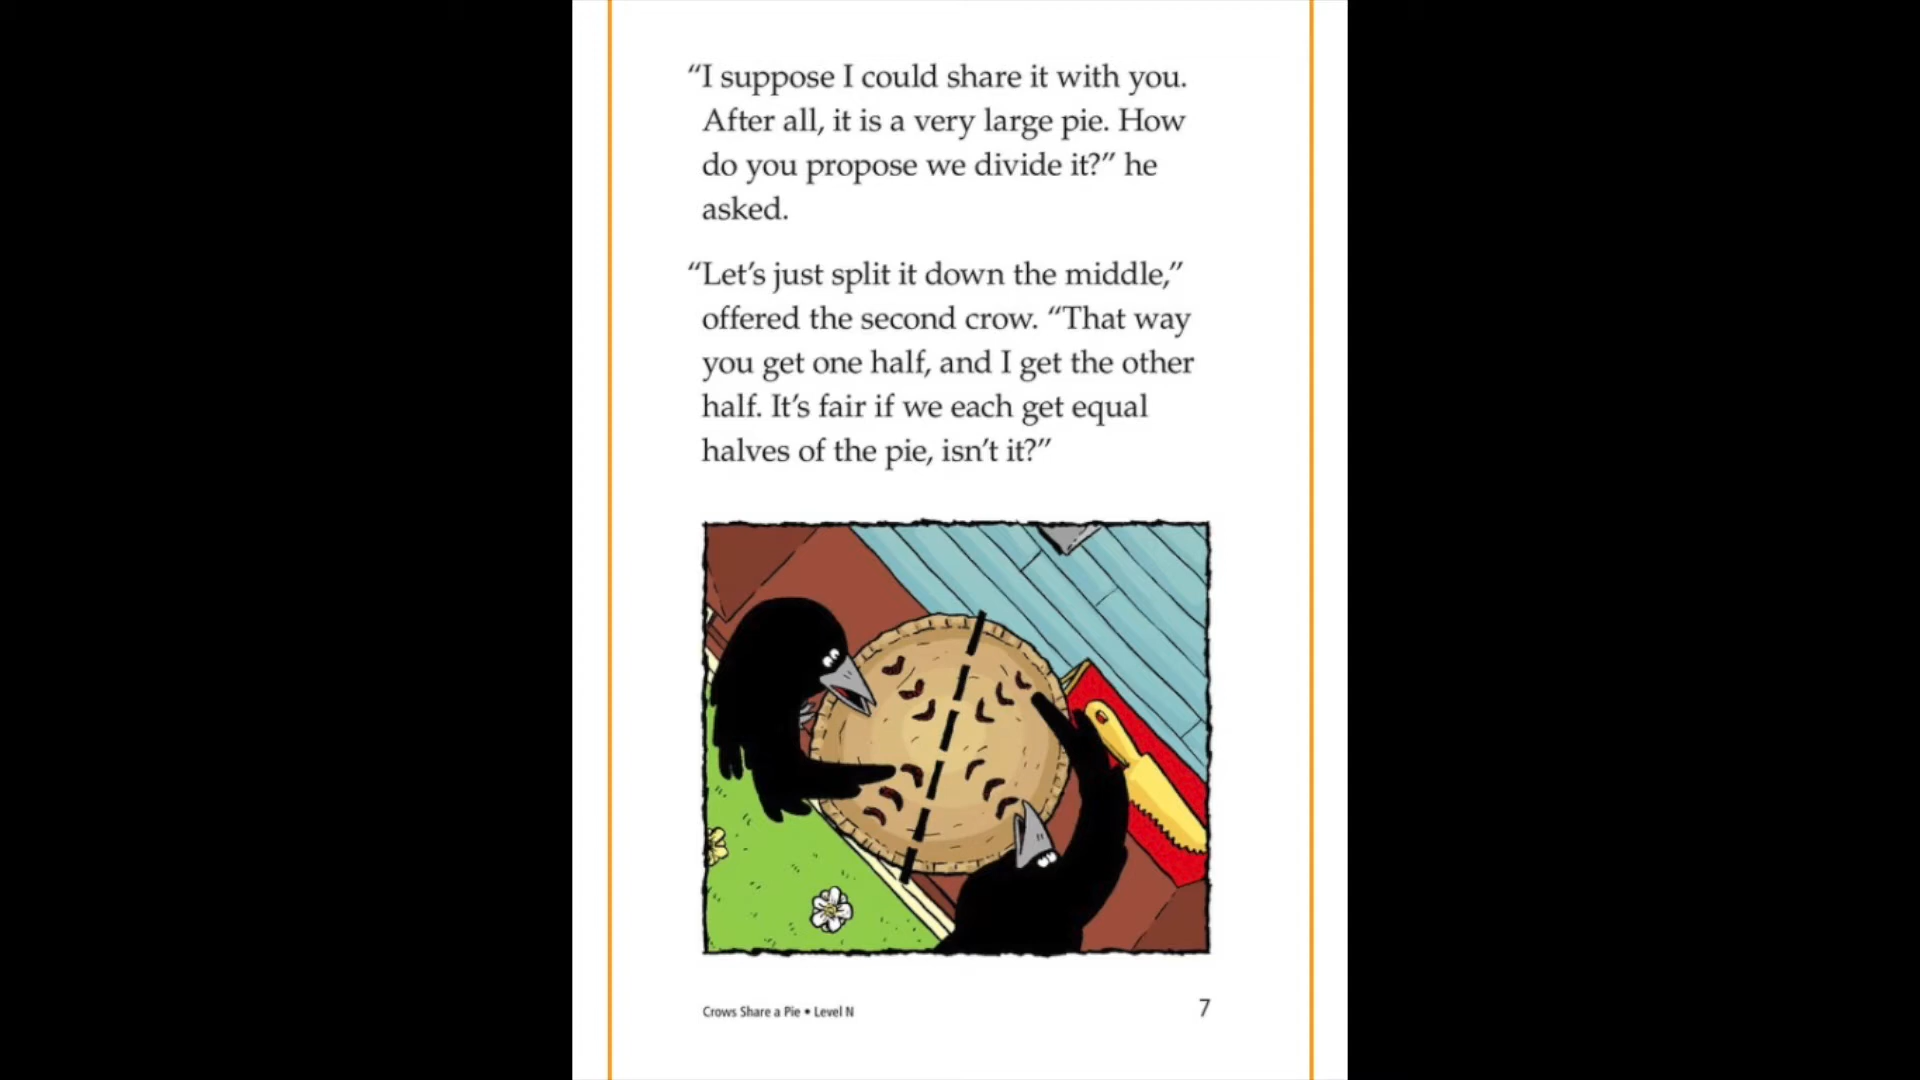 “I suppose I could share it with you.
After all, it is a very large pie. How
do you propose we divide it?” he
asked.
“Let’s just split it down the middle,”
offered the second crow. “That way
you get one half, and I get the other
half. It’s fair if we each get equal
halves of the pie, isn’t it?”
Crows Share a Pie • Level N
7